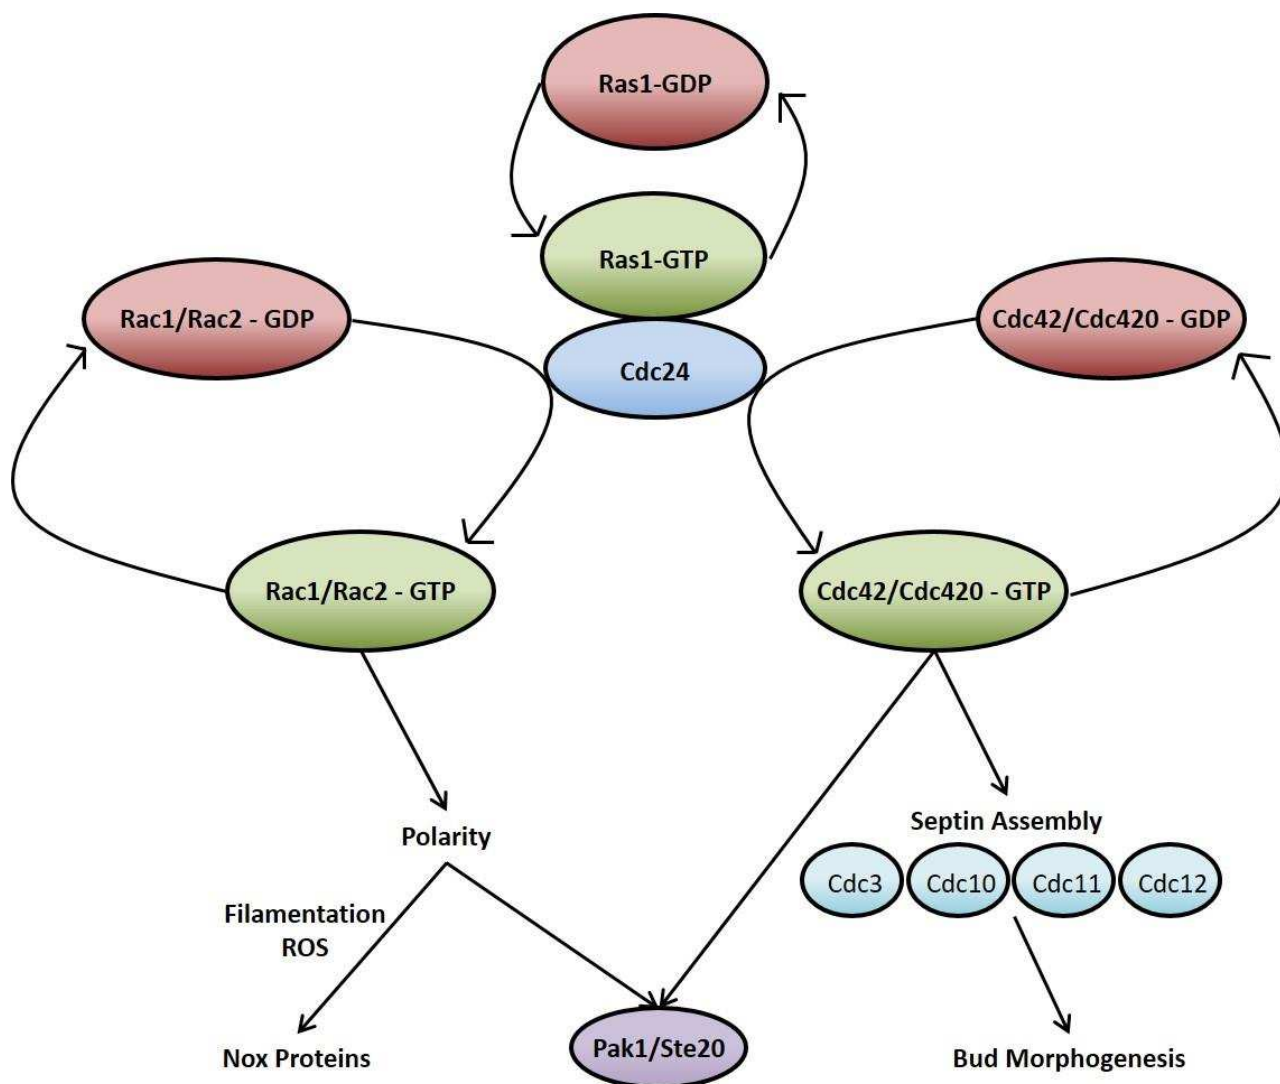 Ras1-GDP
Ras1-GTP
Rac1/Rac2 - GDP
Cdc42/Cdc420 - GDP
Cdc24
Rac1/Rac2 - GTP
Cdc42/Cdc420 - GTP
Polarity
Septin Assembly
Cdc3
Cdc10
Cdc11
Cdc12
Filamentation
ROS
Nox Proteins
Pak1/Ste20
Bud Morphogenesis